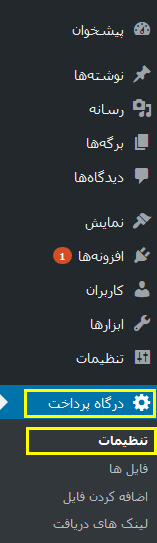 پیشخوان
نوشته‌ها
رسانه
برگه‌ها
دیدگاه‌ها
نمایش
افزونه‌ها 1
کاربران
ابزارها
تنظیمات
درگاه پرداخت
تنظیمات
فایل ها
اضافه کردن فایل
لینک های دریافت